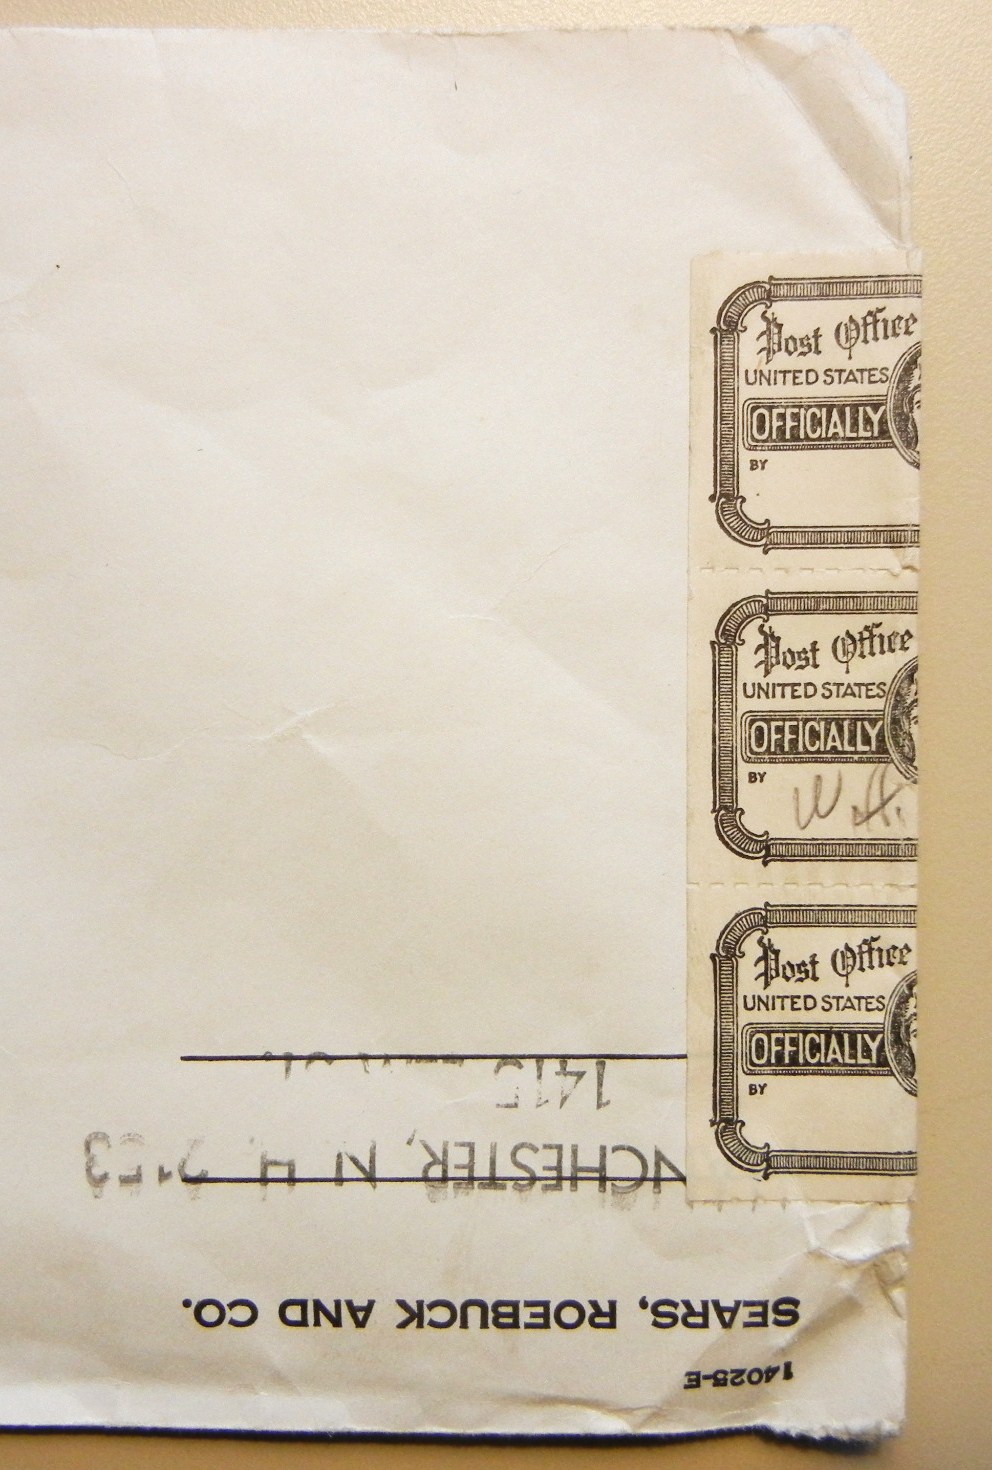 Post Office
UNITED STATES
OFFICIALLY
BY
Post Office
UNITED STATES
OFFICIALLY
BY W.H.
Post Office
UNITED STATES
OFFICIALLY
BY
14025-E
SEARS, ROEBUCK AND CO.
NCHESTER, N H
1415